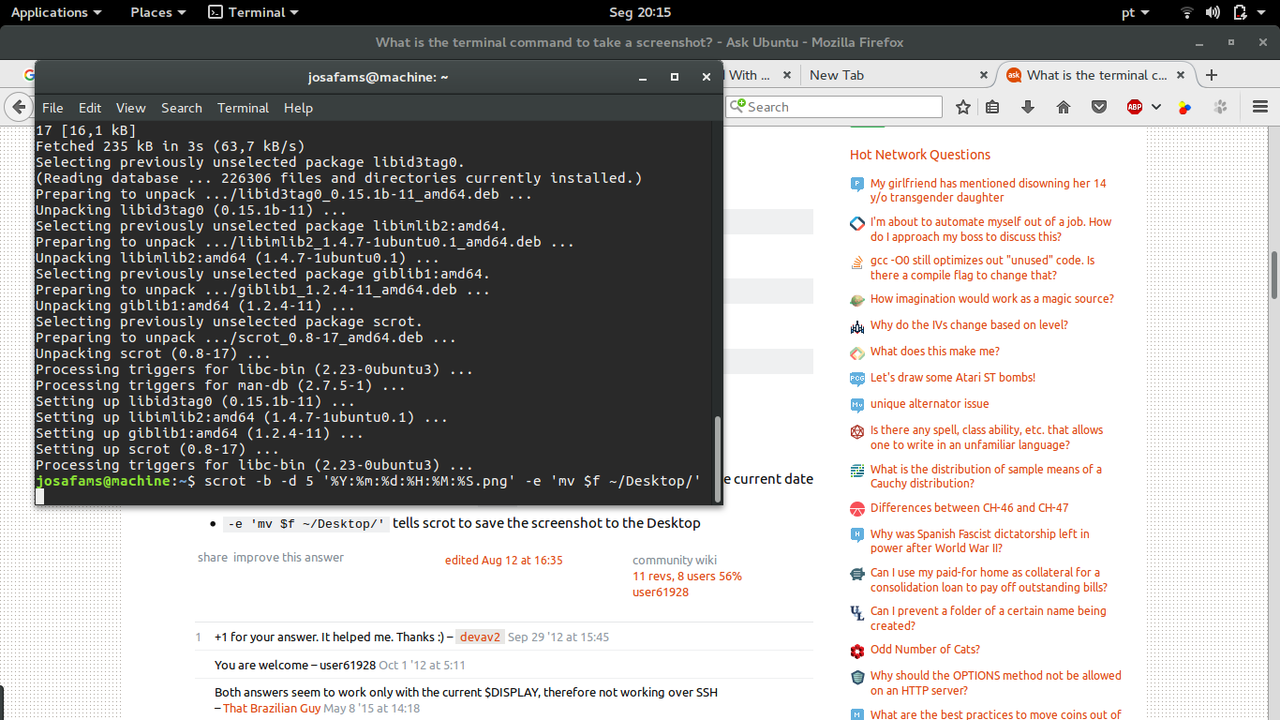 Applications Places Terminal Seg 20:15 pt
What is the terminal command to take a screenshot? - Ask Ubuntu - Mozilla Firefox
josafams@machine: ~
With ... New Tab What is the terminal c...
File Edit View Search Terminal Help
Search
17 [16,1 kB]
Fetched 235 kB in 3s (63,7 kB/s)
Selecting previously unselected package libid3tag0.
(Reading database ... 226306 files and directories currently installed.)
Preparing to unpack .../libid3tag0_0.15.1b-11_amd64.deb ...
Unpacking libid3tag0 (0.15.1b-11) ...
Selecting previously unselected package libimlib2:amd64.
Preparing to unpack .../libimlib2_1.4.7-1ubuntu0.1_amd64.deb ...
Unpacking libimlib2:amd64 (1.4.7-1ubuntu0.1) ...
Selecting previously unselected package giblib1:amd64.
Preparing to unpack .../giblib1_1.2.4-11_amd64.deb ...
Unpacking giblib1:amd64 (1.2.4-11) ...
Selecting previously unselected package scrot.
Preparing to unpack .../scrot_0.8-17_amd64.deb ...
Unpacking scrot (0.8-17) ...
Processing triggers for libc-bin (2.23-0ubuntu3) ...
Processing triggers for man-db (2.7.5-1) ...
Setting up libid3tag0 (0.15.1b-11) ...
Setting up libimlib2:amd64 (1.4.7-1ubuntu0.1) ...
Setting up giblib1:amd64 (1.2.4-11) ...
Setting up scrot (0.8-17) ...
Processing triggers for libc-bin (2.23-0ubuntu3) ...
josafams@machine:~$ scrot -b -d 5 '%Y:%m:%d:%H:%M:%S.png' -e 'mv $f ~/Desktop/'
e current date
• -e 'mv $f ~/Desktop/' tells scrot to save the screenshot to the Desktop
share improve this answer
edited Aug 12 at 16:35
community wiki
11 revs, 8 users 56%
user61928
1 +1 for your answer. It helped me. Thanks :) – devav2 Sep 29 '12 at 15:45
You are welcome – user61928 Oct 1 '12 at 5:11
Both answers seem to work only with the current $DISPLAY, therefore not working over SSH
– That Brazilian Guy May 8 '15 at 14:18
Hot Network Questions
My girlfriend has mentioned disowning her 14
y/o transgender daughter
I'm about to automate myself out of a job. How
do I approach my boss to discuss this?
gcc -O0 still optimizes out "unused" code. Is
there a compile flag to change that?
How imagination would work as a magic source?
Why do the IVs change based on level?
What does this make me?
Let's draw some Atari ST bombs!
unique alternator issue
Is there any spell, class ability, etc. that allows
one to write in an unfamiliar language?
What is the distribution of sample means of a
Cauchy distribution?
Differences between CH-46 and CH-47
Why was Spanish Fascist dictatorship left in
power after World War II?
Can I use my paid-for home as collateral for a
consolidation loan to pay off outstanding bills?
Can I prevent a folder of a certain name being
created?
Odd Number of Cats?
Why should the OPTIONS method not be allowed
on an HTTP server?
What are the best practices to move coins out of